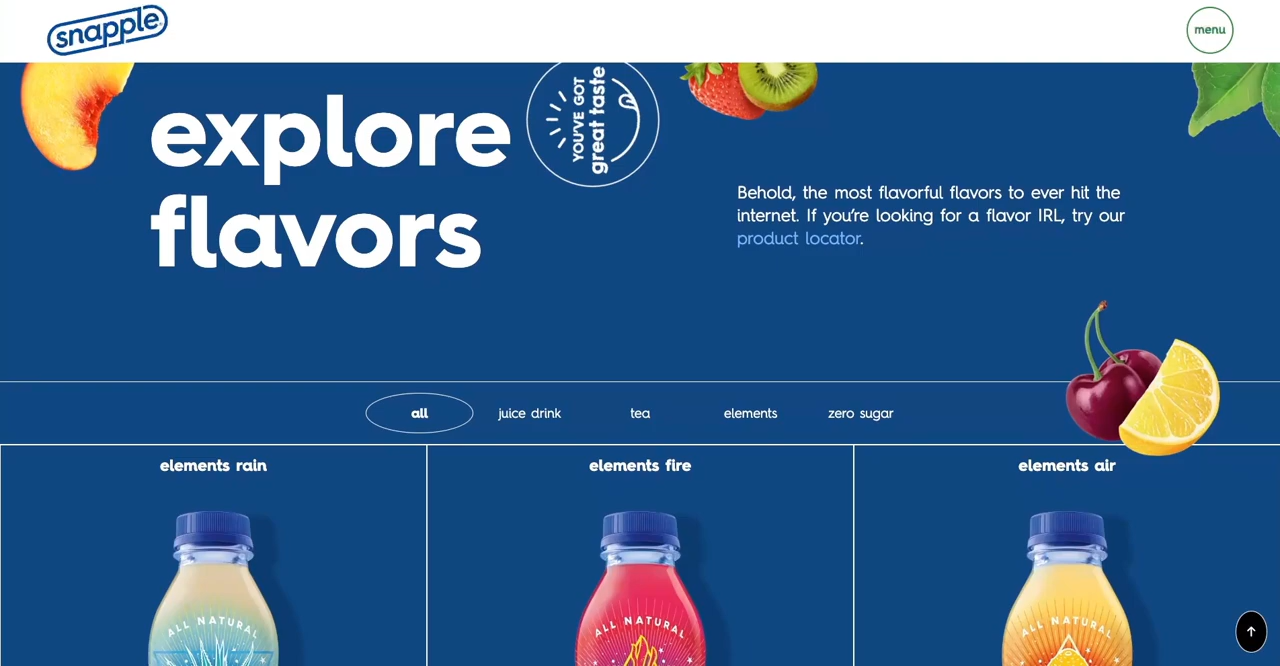 snapple
menu
explore
flavors
YOU'VE GOT
great taste
Behold, the most flavorful flavors to ever hit the
internet. If you're looking for a flavor IRL, try our
product locator.
all
juice drink
tea
elements
zero sugar
elements rain
elements fire
elements air
ALL NATURAL
ALL NATURAL
ALL NATURAL